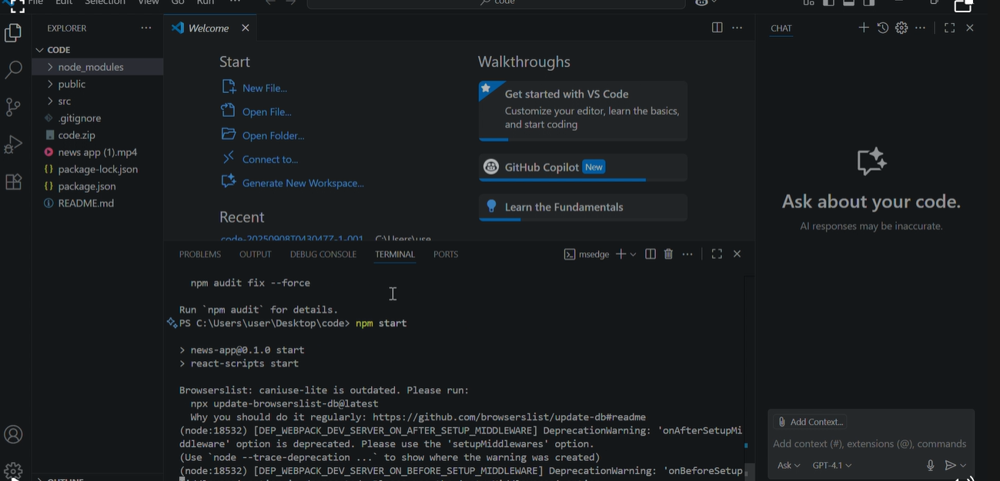 File Edit Selection View Go Run ... code
EXPLORER ...
Welcome
CHAT
CODE
node_modules
public
src
.gitignore
code.zip
news app (1).mp4
package-lock.json
package.json
README.md
OUTLINE
Start
New File...
Open File...
Open Folder...
Connect to...
Generate New Workspace...
Recent
code-20250908T043047Z-1-001 C:\Users\use
Walkthroughs
Get started with VS Code
Customize your editor, learn the basics,
and start coding
GitHub Copilot New
Learn the Fundamentals
PROBLEMS OUTPUT DEBUG CONSOLE TERMINAL PORTS msedge
npm audit fix --force
Run `npm audit` for details.
PS C:\Users\user\Desktop\code> npm start
> news-app@0.1.0 start
> react-scripts start
Browserslist: caniuse-lite is outdated. Please run:
npx update-browserslist-db@latest
Why you should do it regularly: https://github.com/browserslist/update-db#readme
(node:18532) [DEP_WEBPACK_DEV_SERVER_ON_AFTER_SETUP_MIDDLEWARE] DeprecationWarning: 'onAfterSetupMi
ddleware' option is deprecated. Please use the 'setupMiddlewares' option.
(Use `node --trace-deprecation ...` to show where the warning was created)
(node:18532) [DEP_WEBPACK_DEV_SERVER_ON_BEFORE_SETUP_MIDDLEWARE] DeprecationWarning: 'onBeforeSetup
Ask about your code.
AI responses may be inaccurate.
Add Context...
Add context (#), extensions (@), commands
Ask GPT-4.1